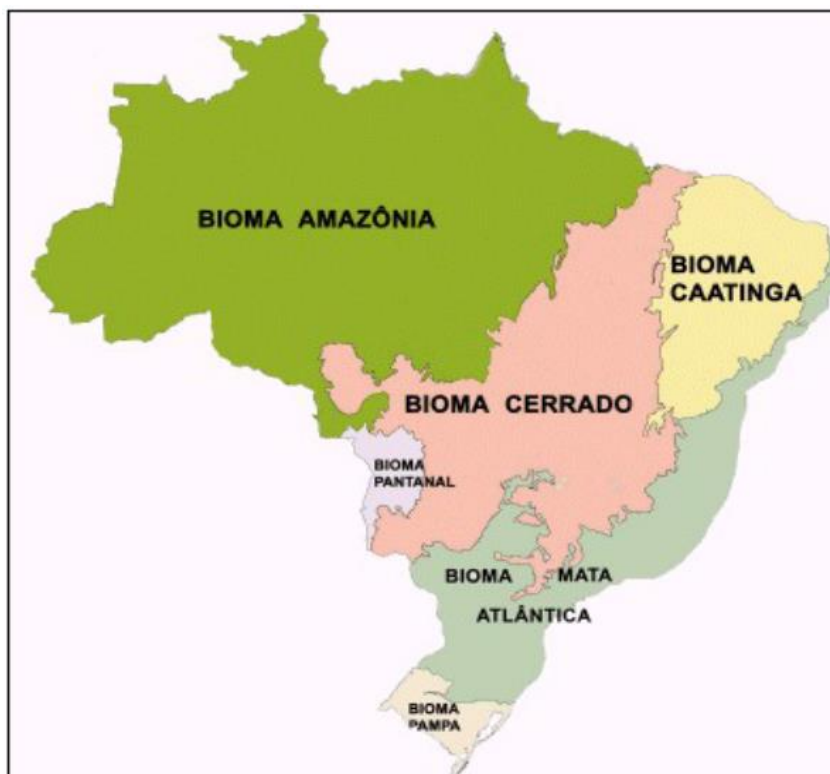 BIOMA AMAZÔNIA
BIOMA
CAATINGA
BIOMA CERRADO
BIOMA
PANTANAL
BIOMA MATA
ATLÂNTICA
BIOMA
PAMPA